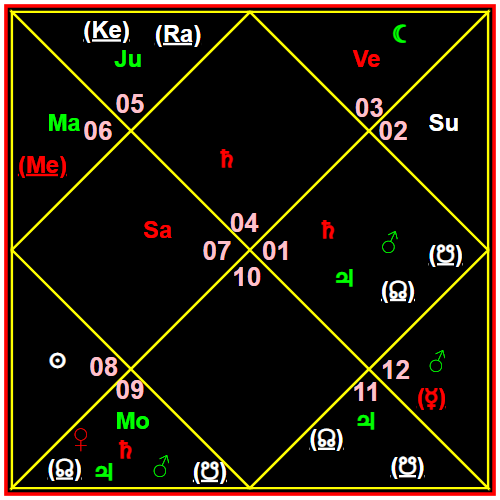 (Ke) (Ra) ☾
Ju Ve
05 03
Ma 06 02 Su
(Me) ♄
04
Sa ♄ ♂
07 01 (☋)
10 ♃ (☊)
☉ 08 12 ♂
09 11 (☿)
Mo ♃
♀ ♄ (☊)
(☊) ♃ ♂ (☋) (☋)